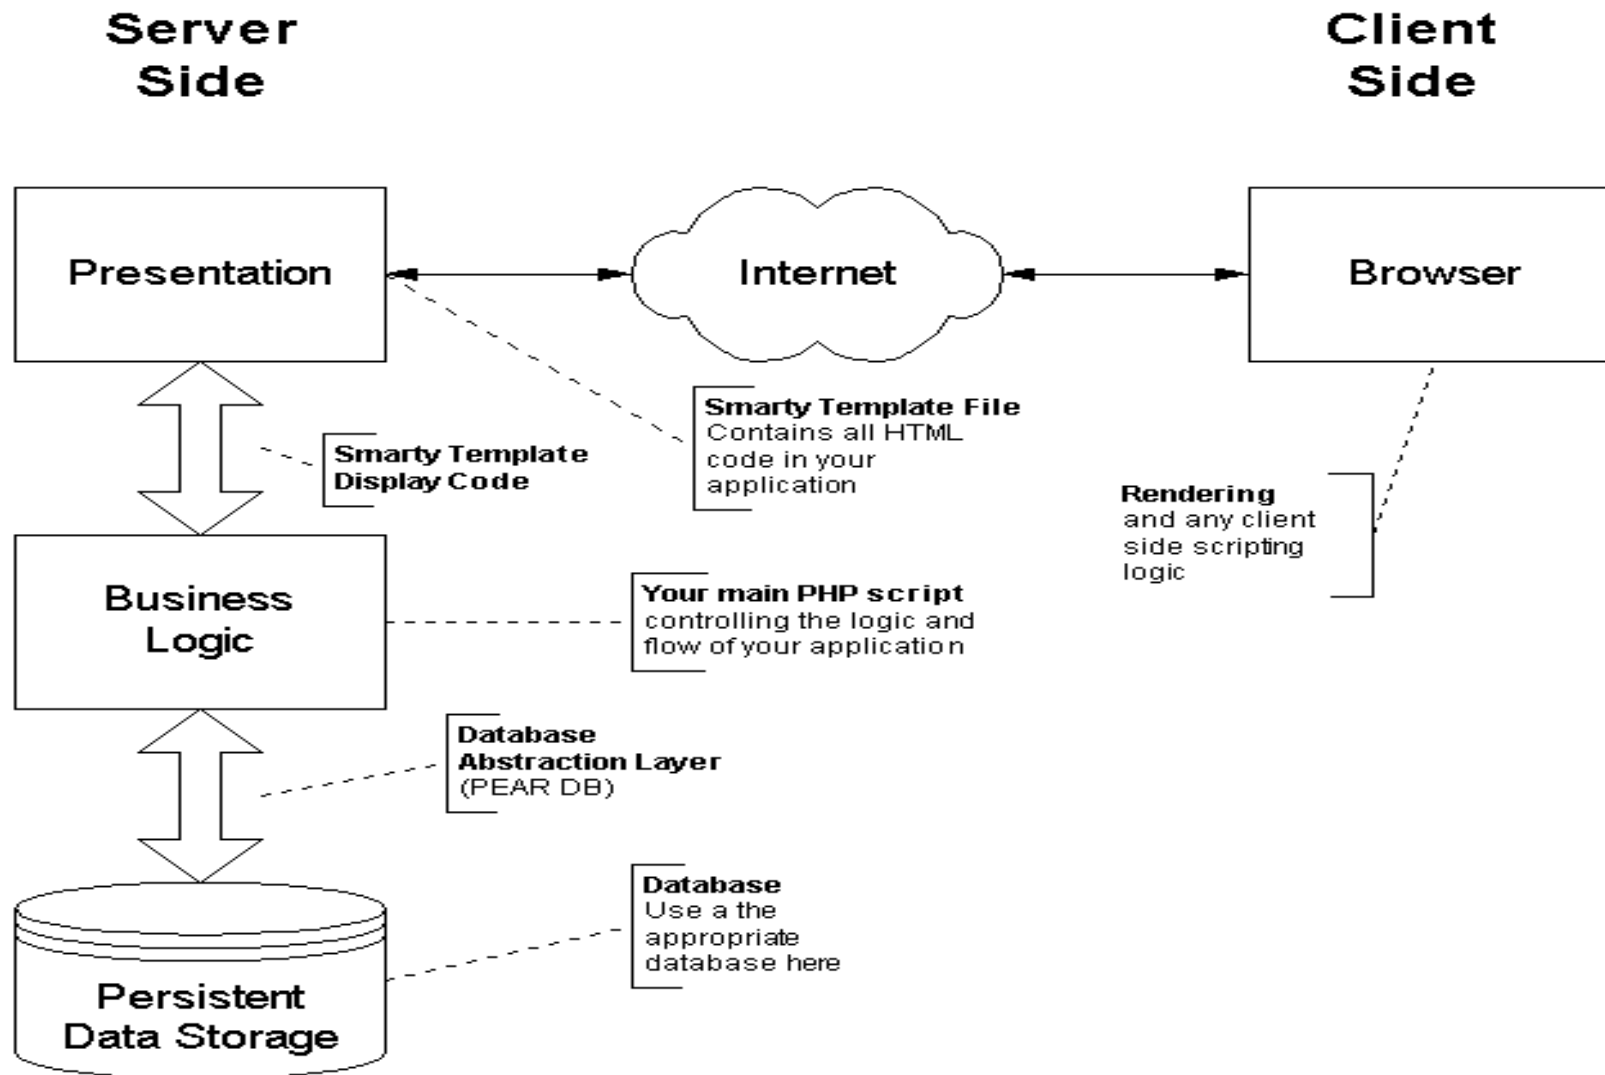 Server
Side
Client
Side
Presentation
Internet
Browser
Smarty Template File
Contains all HTML
code in your
application
Smarty Template
Display Code
Rendering
and any client
side scripting
logic
Business
Logic
Your main PHP script
controlling the logic and
flow of your application
Database
Abstraction Layer
(PEAR DB)
Database
Use a the
appropriate
database here
Persistent
Data Storage